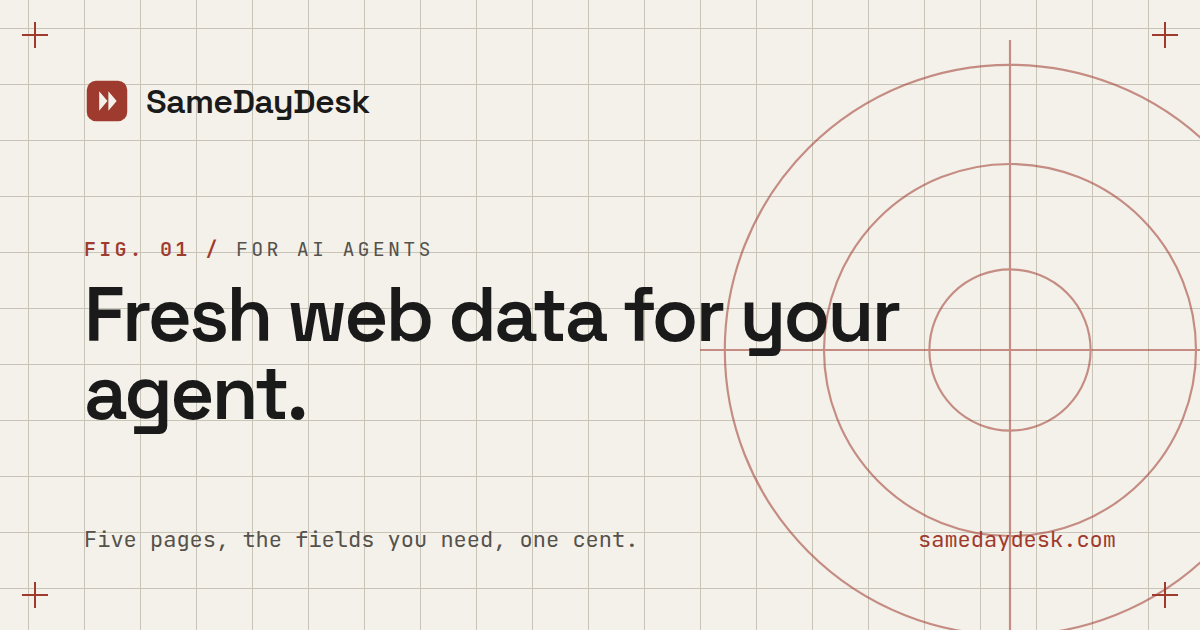 SameDayDesk
FIG. 01 / FOR AI AGENTS
Fresh web data for your
agent.
Five pages, the fields you need, one cent.
samedaydesk.com